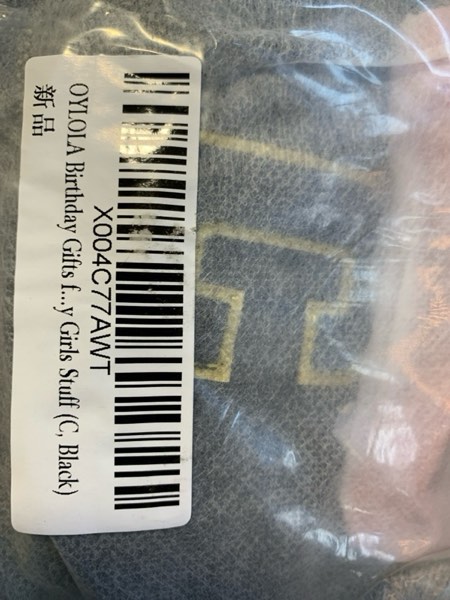 X004C77AWT
OYLOLA Birthday Gifts f...y Girls Stuff (C, Black)
新品